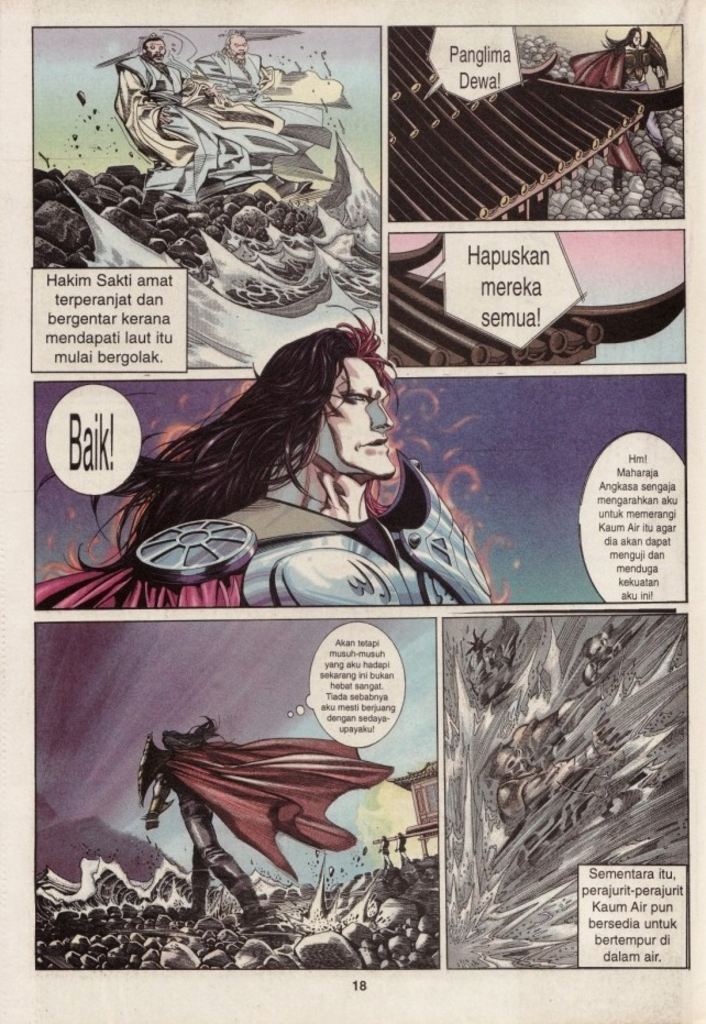 Hakim Sakti amat
terperanjat dan
bergentar kerana
mendapati laut itu
mulai bergolak.
Panglima
Dewa!
Hapuskan
mereka
semua!
Baik!
Hm!
Maharaja
Angkasa sengaja
mengarahkan aku
untuk memerangi
Kaum Air itu agar
dia akan dapat
menguji dan
menduga
kekuatan
aku ini!
Akan tetapi
musuh-musuh
yang aku hadapi
sekarang ini bukan
hebat sangat.
Tiada sebabnya
aku mesti berjuang
dengan sedaya-
upayaku!
Sementara itu,
perajurit-perajurit
Kaum Air pun
bersedia untuk
bertempur di
dalam air.
18